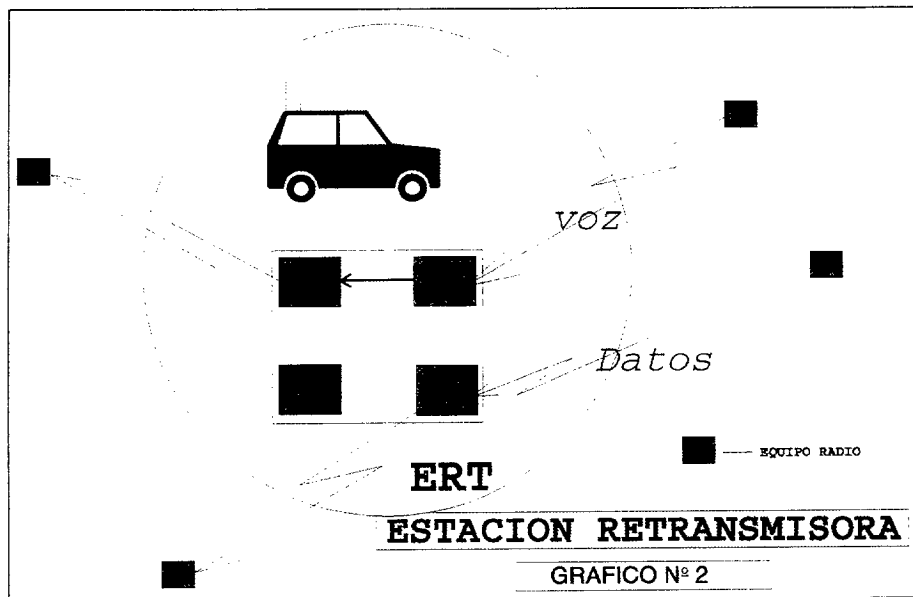 voz
Datos
EQUIPO RADIO
ERT
ESTACION RETRANSMISORA
GRAFICO Nº 2